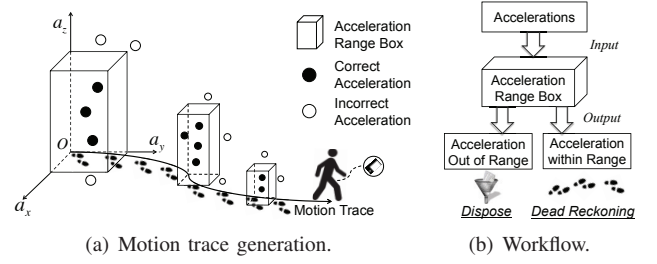 a_z
a_y
a_x
O
Acceleration
Range Box
Correct
Acceleration
Incorrect
Acceleration
Motion Trace
(a) Motion trace generation.
Accelerations
Input
Acceleration
Range Box
Output
Acceleration
Out of Range
Acceleration
within Range
Dispose
Dead Reckoning
(b) Workflow.